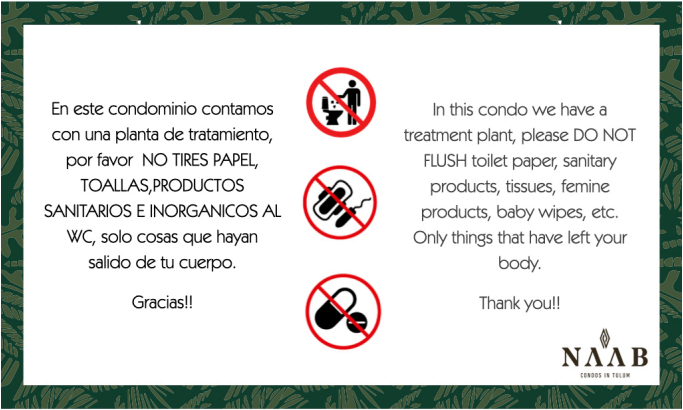 En este condominio contamos
con una planta de tratamiento,
por favor  NO TIRES PAPEL,
TOALLAS,PRODUCTOS
SANITARIOS E INORGANICOS AL
WC, solo cosas que hayan
salido de tu cuerpo.
Gracias!!
In this condo we have a
treatment plant, please DO NOT
FLUSH toilet paper, sanitary
products, tissues, femine
products, baby wipes, etc.
Only things that have left your
body.
Thank you!!
NAAB
CONDOS IN TULUM